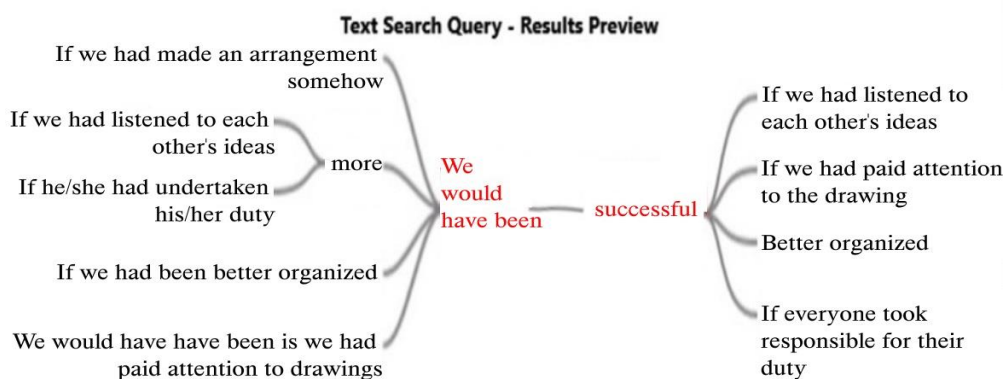 Text Search Query - Results Preview
If we had made an arrangement
somehow
If we had listened to each
other's ideas
more
If he/she had undertaken
his/her duty
If we had been better organized
We would have have been is we had
paid attention to drawings
We
would
have been
successful
If we had listened to
each other's ideas
If we had paid attention
to the drawing
Better organized
If everyone took
responsible for their
duty